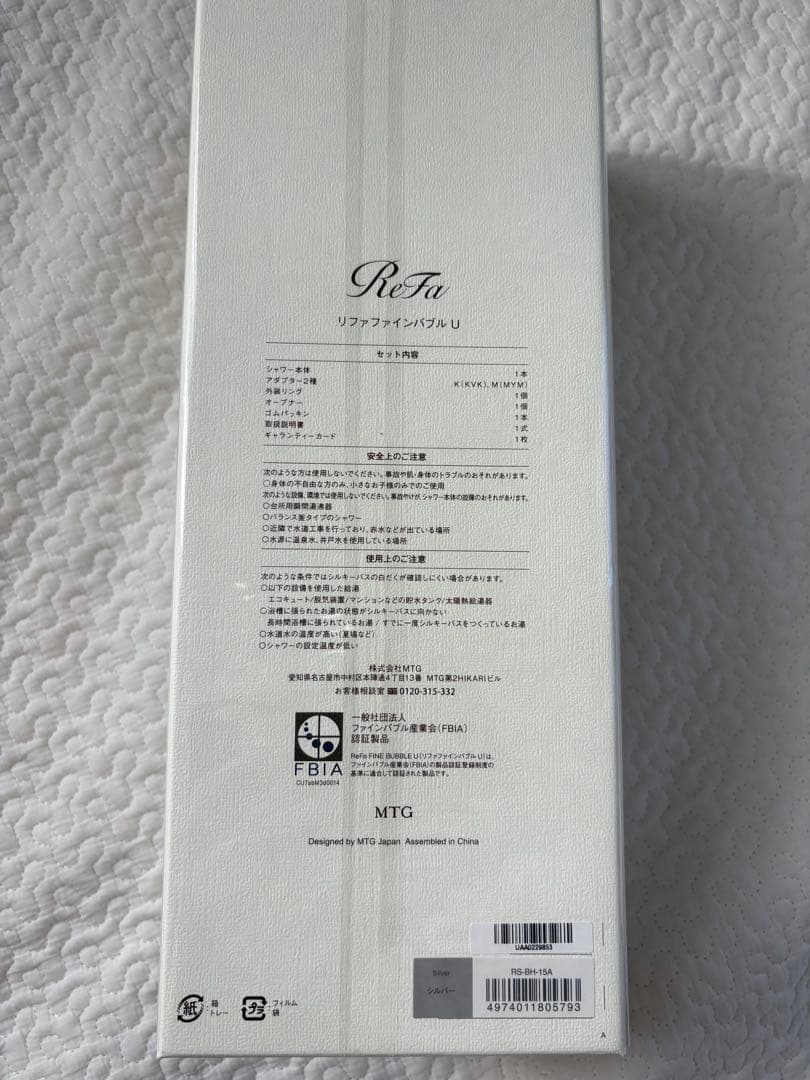 ReFa
リファファインバブル U
セット内容
シャワー本体 1本
アダプター2種 K(KVK)、M(MYM)
外装リング 1個
オープナー 1個
ゴムパッキン 1本
取扱説明書 1式
ギャランティーカード 1枚
安全上のご注意
次のような方は使用しないでください。事故や肌・身体のトラブルのおそれがあります。
○身体の不自由な方のみ、小さなお子様のみでのご使用
次のような設備、環境では使用しないでください。事故やけが、シャワー本体の故障のおそれがあります。
○台所用瞬間湯沸器
○バランス釜タイプのシャワー
○近隣で水道工事を行っており、赤水などが出ている場所
○水源に温泉水、井戸水を使用している場所
使用上のご注意
次のような条件ではシルキーバスの白だくが確認しにくい場合があります。
○以下の設備を使用した給湯
エコキュート/脱気装置/マンションなどの貯水タンク/太陽熱給湯器
○浴槽に張られたお湯の状態がシルキーバスに向かない
長時間浴槽に張られているお湯 / すでに一度シルキーバスをつくっているお湯
○水道水の温度が高い(夏場など)
○シャワーの設定温度が低い
株式会社MTG
愛知県名古屋市中村区本陣通4丁目13番 MTG第2HIKARIビル
お客様相談室 0120-315-332
一般社団法人
ファインバブル産業会(FBIA)
認証製品
ReFa FINE BUBBLE U(リファファインバブル U)は、
ファインバブル産業会(FBIA)の製品認証登録制度の
基準に適合して認証された製品です。
FBIA
CUTabM3d0014
MTG
Designed by MTG Japan Assembled in China
UAA0229853
Silver
シルバー
RS-BH-15A
4974011805793
紙
箱
トレー
プラ
フィルム
袋
A